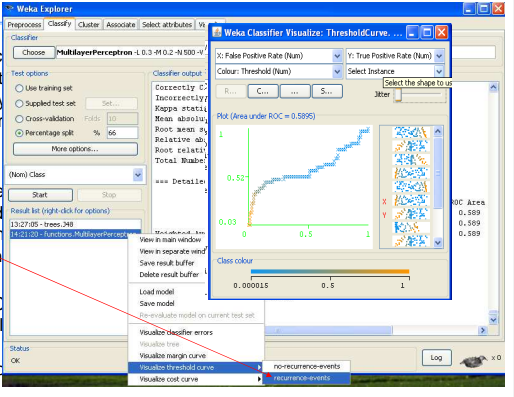 Weka Explorer
Preprocess Classify Cluster Associate Select attributes
Classifier
Choose MultilayerPerceptron -L 0.3 -M 0.2 -N 500 -V
Test options
Use training set
Supplied test set Set...
Cross-validation Folds 10
Percentage split % 66
More options...
(Nom) Class
Start Stop
Result list (right-click for options)
13:27:05 - trees.J48
14:21:20 - functions.MultilayerPerceptron
Classifier output
Correctly C
Incorrectly
Kappa stati
Mean absolu
Root mean s
Relative ab
Root relati
Total Numbe
=== Detaile
ROC Area
0.589
0.589
0.589
Weka Classifier Visualize: ThresholdCurve. ...
X: False Positive Rate (Num) Y: True Positive Rate (Num)
Colour: Threshold (Num) Select Instance
Select the shape to us
R... C... ... S... Jitter
Plot (Area under ROC = 0.5895)
1
0.52
0.03
0 0.5 1
X
Y
Class colour
0.000015 0.5 1
View in main window
View in separate wind
Save result buffer
Delete result buffer
Load model
Save model
Re-evaluate model on current test set
Visualize classifier errors
Visualize tree
Visualize margin curve
Visualize threshold curve
Visualize cost curve
no-recurrence-events
recurrence-events
Status
OK
Log x 0